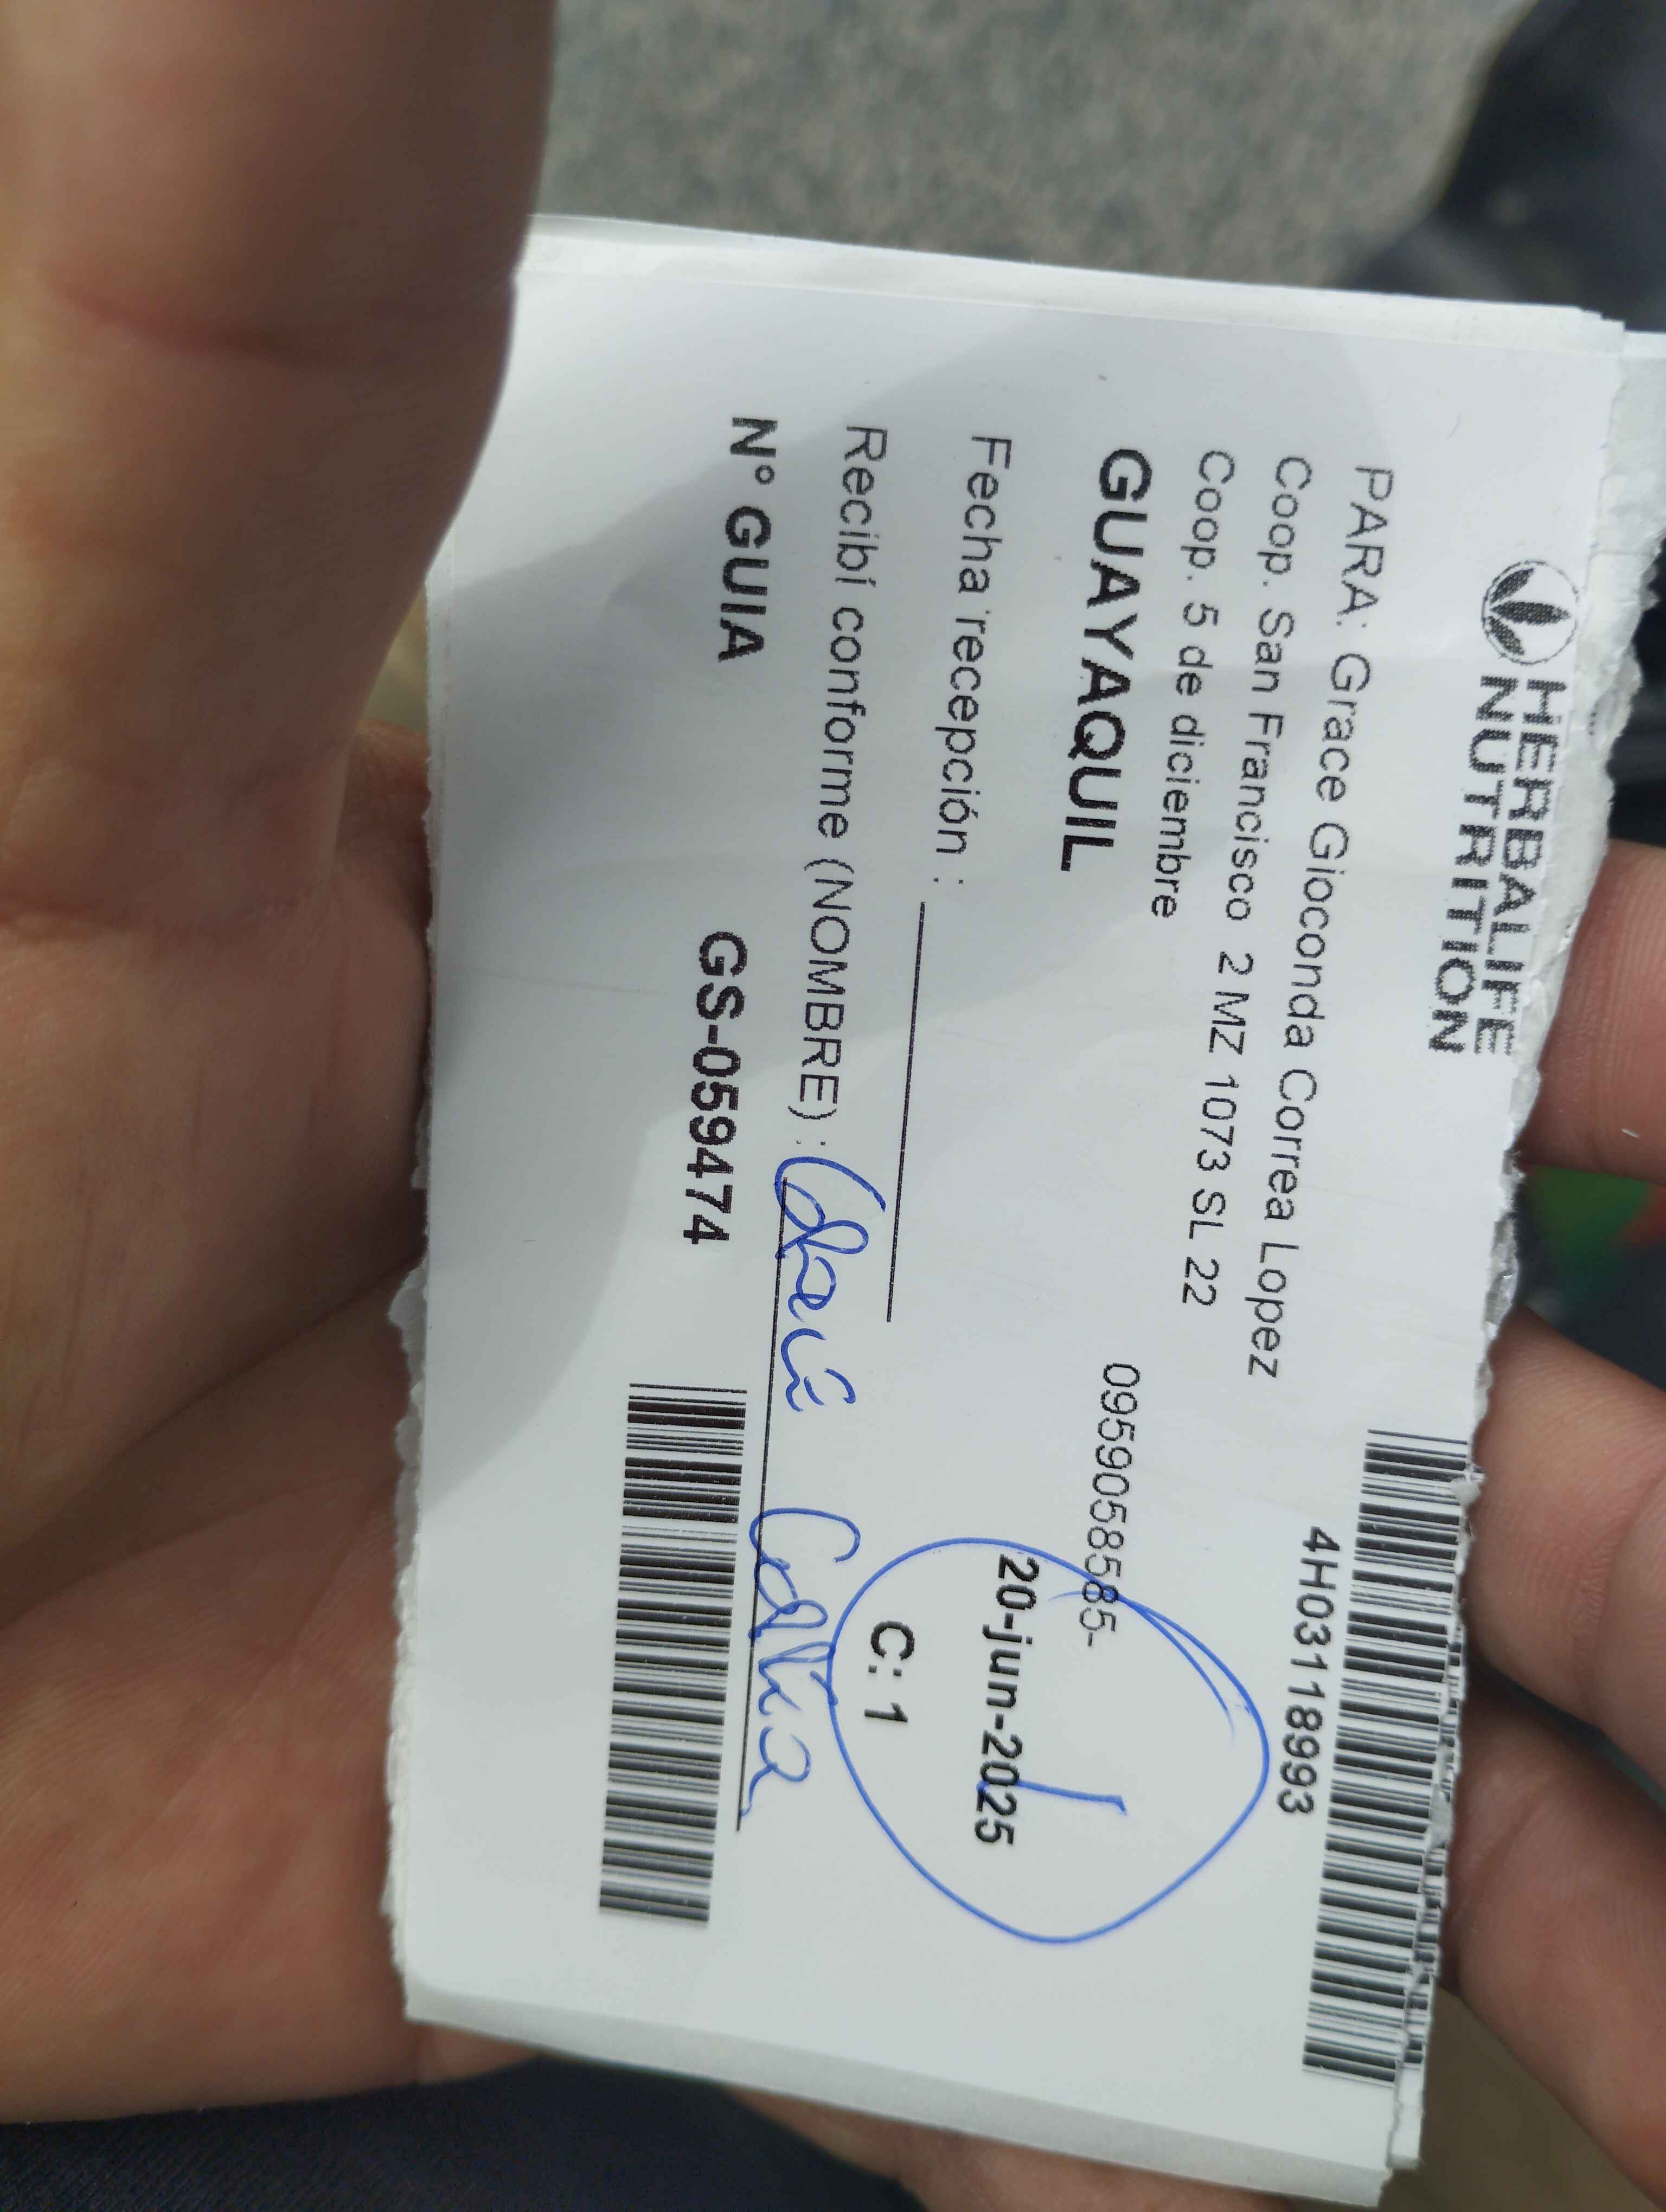 HERBALIFE
NUTRITION
4H03118993
PARA: Grace Gioconda Correa Lopez
Coop. San Francisco 2 MZ 1073 SL 22
Coop. 5 de diciembre
0959058585-
GUAYAQUIL
20-jun-2025
Fecha recepción :
C: 1
Recibí conforme (NOMBRE) :
N° GUIA GS-059474